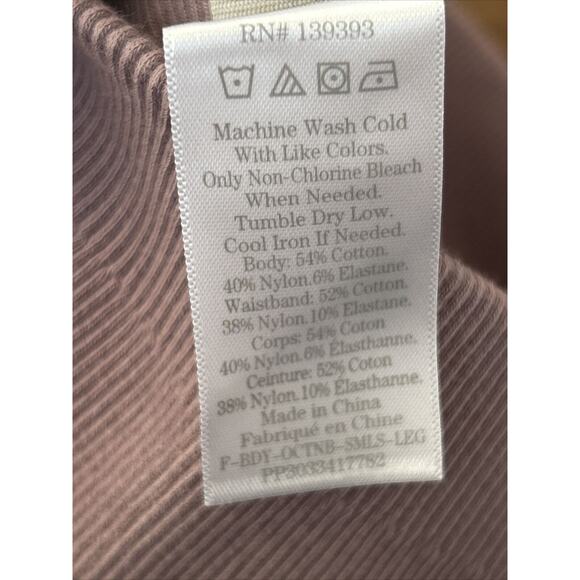 RN# 139393
Machine Wash Cold
With Like Colors.
Only Non-Chlorine Bleach
When Needed.
Tumble Dry Low.
Cool Iron If Needed.
Body: 54% Cotton.
40% Nylon.6% Elastane.
Waistband: 52% Cotton.
38% Nylon.10% Elastane.
Corps: 54% Coton
40% Nylon.6% Élasthanne.
Ceinture: 52% Coton
38% Nylon.10% Élasthanne.
Made in China
Fabriqué en Chine
F-BDY-OCTNB-SMLS-LEG
PP3033417782